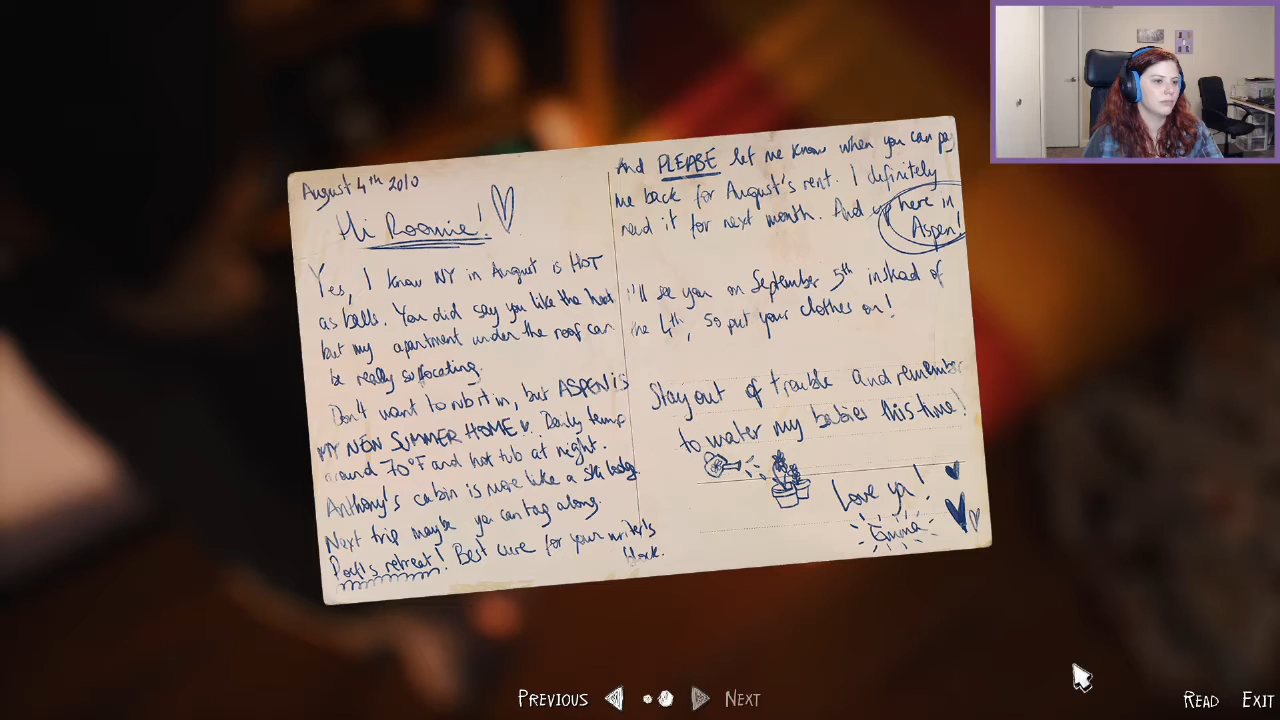 August 4th 2010
Hi Roomie!
Yes, I know NY in August is HOT
as balls. You did say you like the heat
but my apartment under the roof can
be really suffocating.
Don't want to rub it in, but ASPEN IS
MY NEW SUMMER HOME. Daily temp
around 70°F and hot tub at night.
Anthony's cabin is more like a ski lodge.
Next trip maybe you can tag along.
Poet's retreat! Best cure for your writer's
block.
And PLEASE let me know when you can pay
me back for August's rent. I definitely
need it for next month. And up here in
Aspen!
I'll see you on September 5th instead of
the 4th, so put your clothes on!
Stay out of trouble and remember
to water my babies this time!
Love ya!
Emma
PREVIOUS
NEXT
READ
EXIT